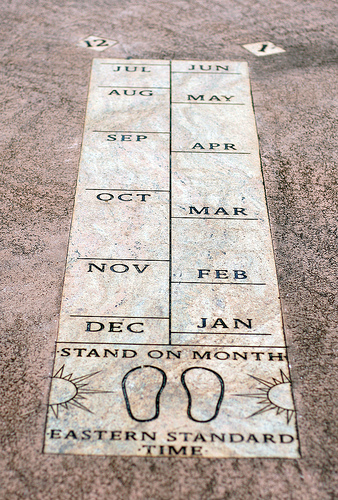 12 1
JUL JUN
AUG MAY
SEP APR
OCT MAR
NOV FEB
DEC JAN
·STAND ON MONTH·
·EASTERN STANDARD
·TIME·